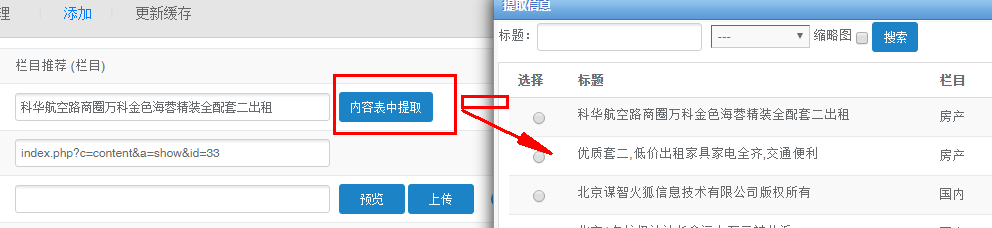 理 添加 更新缓存
栏目推荐 (栏目)
科华航空路商圈万科金色海蓉精装全配套二出租 内容表中提取
index.php?c=content&a=show&id=33
预览 上传
提取信息
标题： --- 缩略图 搜索
选择 标题 栏目
科华航空路商圈万科金色海蓉精装全配套二出租 房产
优质套二,低价出租家具家电全齐,交通便利 房产
北京谋智火狐信息技术有限公司版权所有 国内